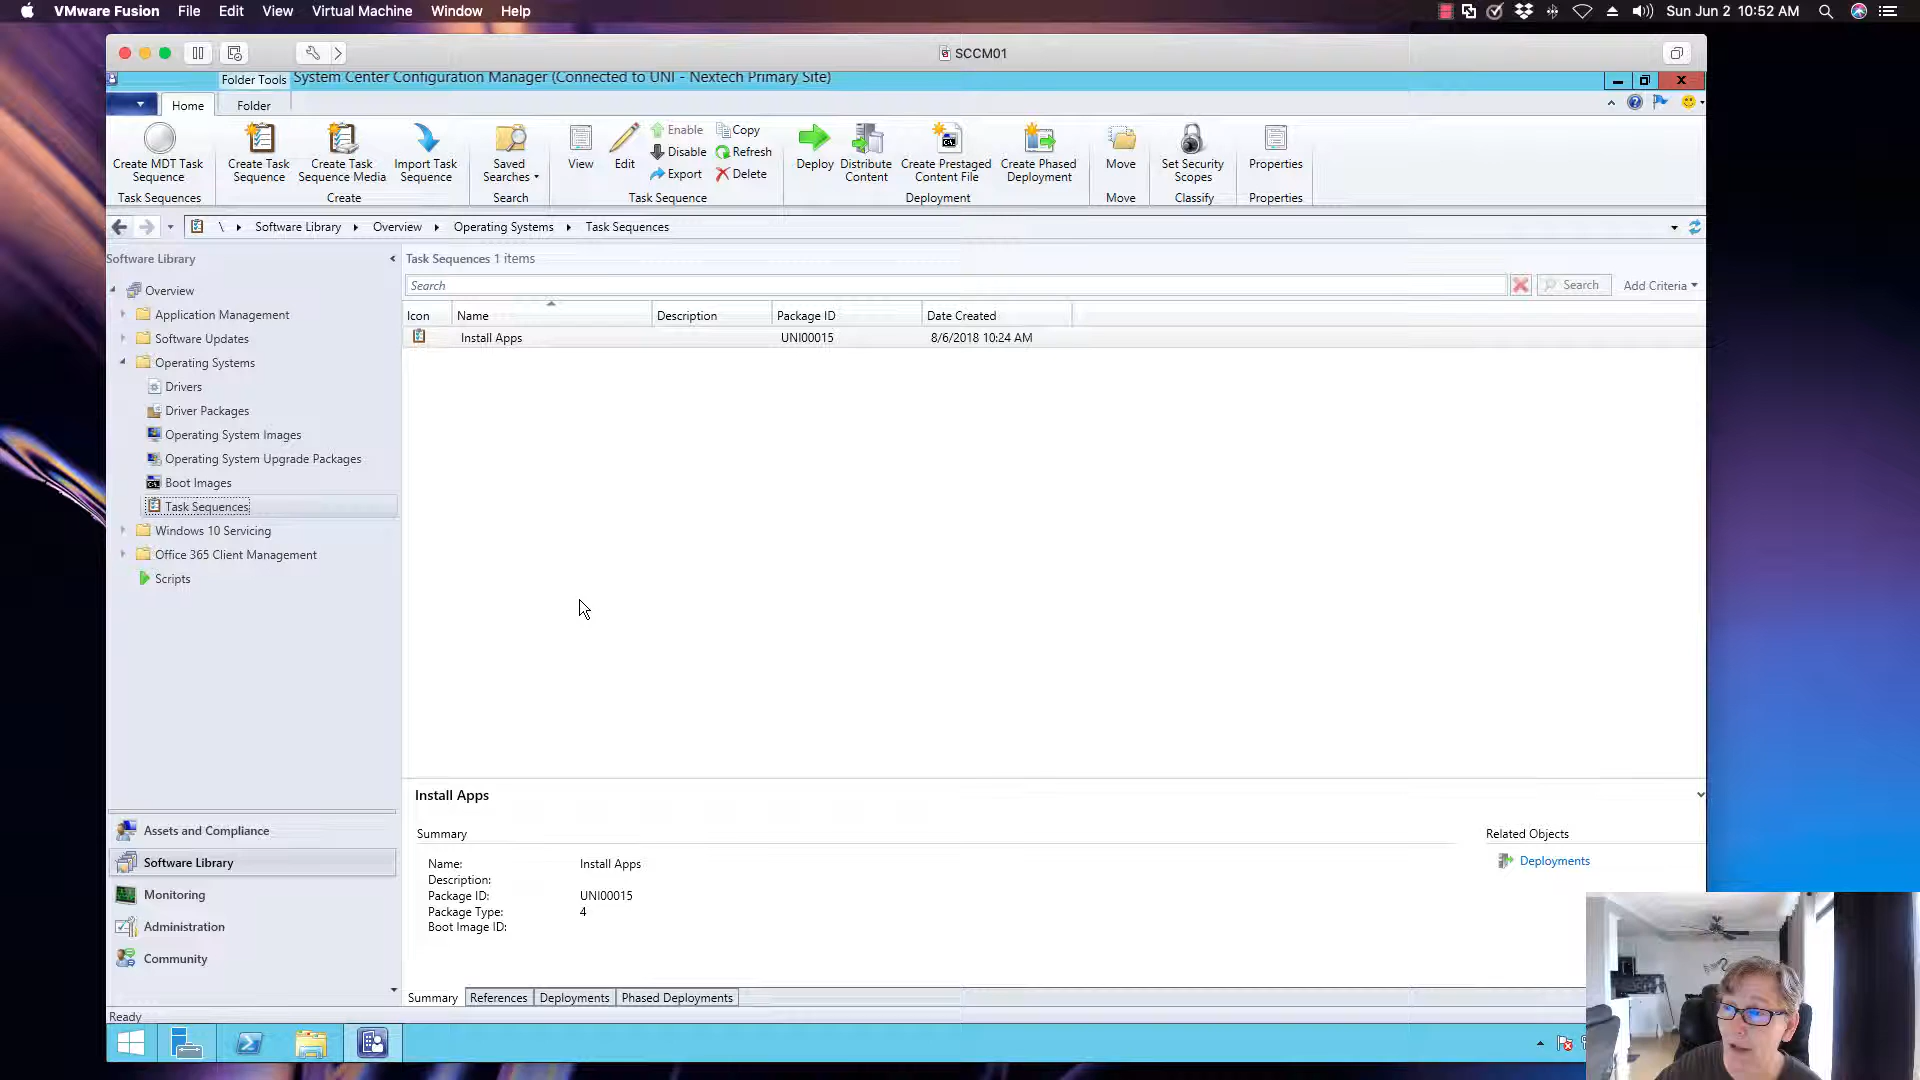 VMware Fusion File Edit View Virtual Machine Window Help
Sun Jun 2 10:52 AM
SCCM01
Folder Tools System Center Configuration Manager (Connected to UNI - Nextech Primary Site)
Home Folder
Create MDT Task Sequence
Create Task Sequence
Create Task Sequence Media
Import Task Sequence
Saved Searches
View
Edit
Enable
Disable
Export
Copy
Refresh
Delete
Deploy
Distribute Content
Create Prestaged Content File
Create Phased Deployment
Move
Set Security Scopes
Properties
Task Sequences Create Search Task Sequence Deployment Move Classify Properties
\ Software Library Overview Operating Systems Task Sequences
Software Library
Overview
Application Management
Software Updates
Operating Systems
Drivers
Driver Packages
Operating System Images
Operating System Upgrade Packages
Boot Images
Task Sequences
Windows 10 Servicing
Office 365 Client Management
Scripts
Assets and Compliance
Software Library
Monitoring
Administration
Community
Task Sequences 1 items
Search
Search
Add Criteria
Icon Name Description Package ID Date Created
Install Apps UNI00015 8/6/2018 10:24 AM
Install Apps
Summary
Name: Install Apps
Description:
Package ID: UNI00015
Package Type: 4
Boot Image ID:
Related Objects
Deployments
Summary References Deployments Phased Deployments
Ready